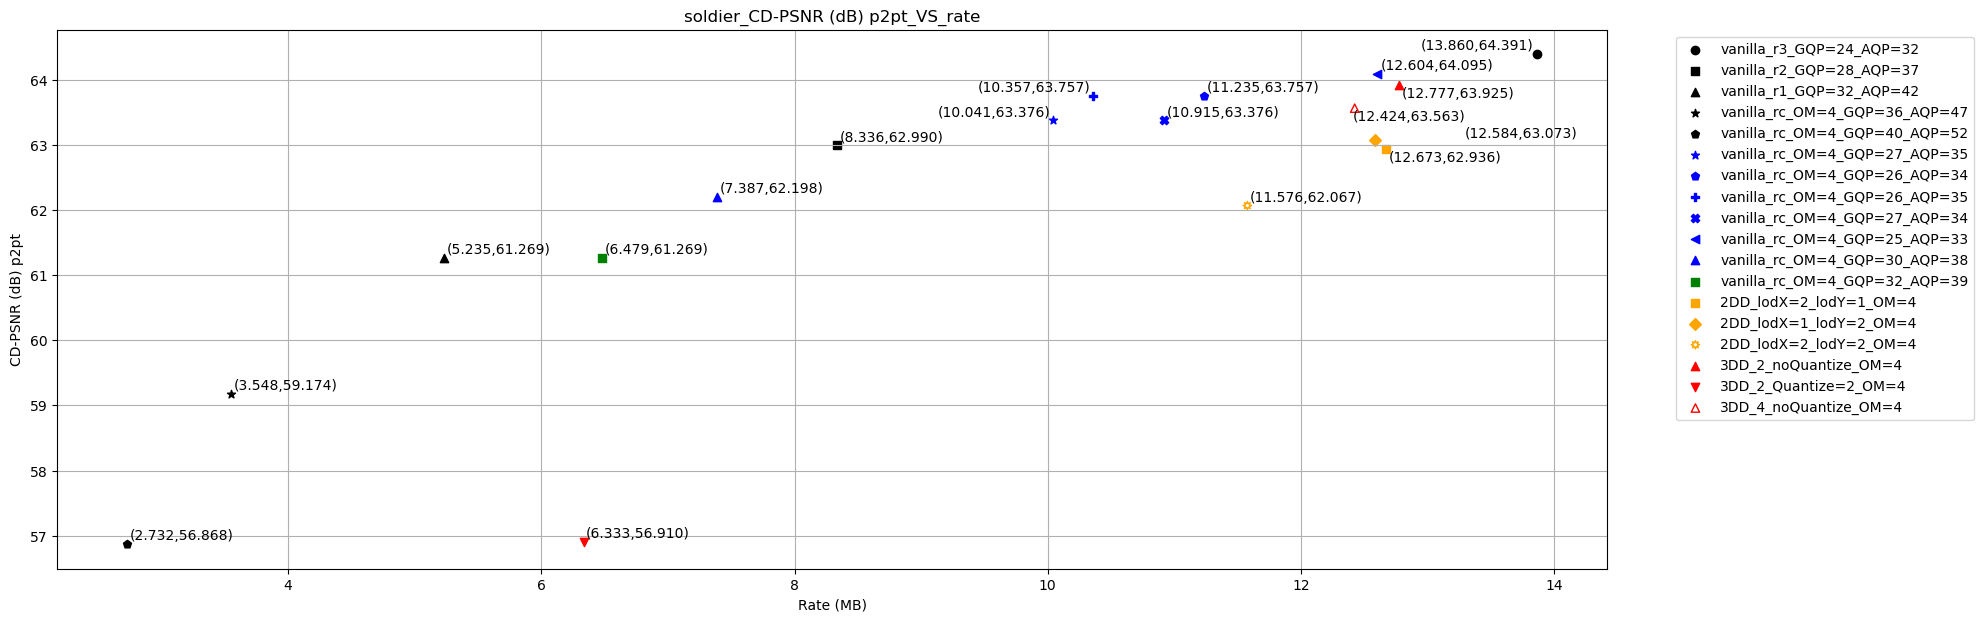 soldier_CD-PSNR (dB) p2pt_VS_rate
(13.860,64.391)
(12.604,64.095)
(10.357,63.757)
(11.235,63.757)
(12.777,63.925)
(10.041,63.376)
(10.915,63.376)
(12.424,63.563)
(8.336,62.990)
(12.584,63.073)
(12.673,62.936)
(7.387,62.198)
(11.576,62.067)
(5.235,61.269)
(6.479,61.269)
(3.548,59.174)
(2.732,56.868)
(6.333,56.910)
64
63
62
61
60
59
58
57
CD-PSNR (dB) p2pt
4
6
8
10
12
14
Rate (MB)
vanilla_r3_GQP=24_AQP=32
vanilla_r2_GQP=28_AQP=37
vanilla_r1_GQP=32_AQP=42
vanilla_rc_OM=4_GQP=36_AQP=47
vanilla_rc_OM=4_GQP=40_AQP=52
vanilla_rc_OM=4_GQP=27_AQP=35
vanilla_rc_OM=4_GQP=26_AQP=34
vanilla_rc_OM=4_GQP=26_AQP=35
vanilla_rc_OM=4_GQP=27_AQP=34
vanilla_rc_OM=4_GQP=25_AQP=33
vanilla_rc_OM=4_GQP=30_AQP=38
vanilla_rc_OM=4_GQP=32_AQP=39
2DD_lodX=2_lodY=1_OM=4
2DD_lodX=1_lodY=2_OM=4
2DD_lodX=2_lodY=2_OM=4
3DD_2_noQuantize_OM=4
3DD_2_Quantize=2_OM=4
3DD_4_noQuantize_OM=4